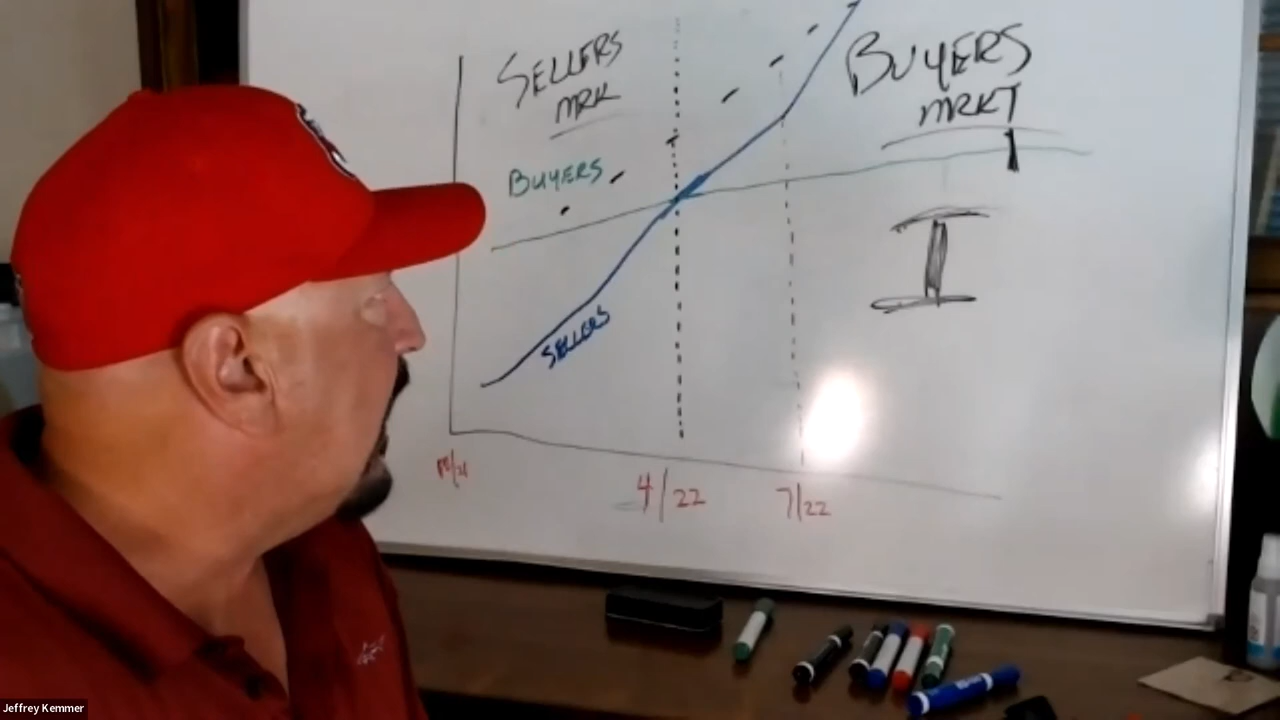 SELLERS
MRK
BUYERS
MRKT
BUYERS
SELLERS
4/22
7/22
Jeffrey Kemmer